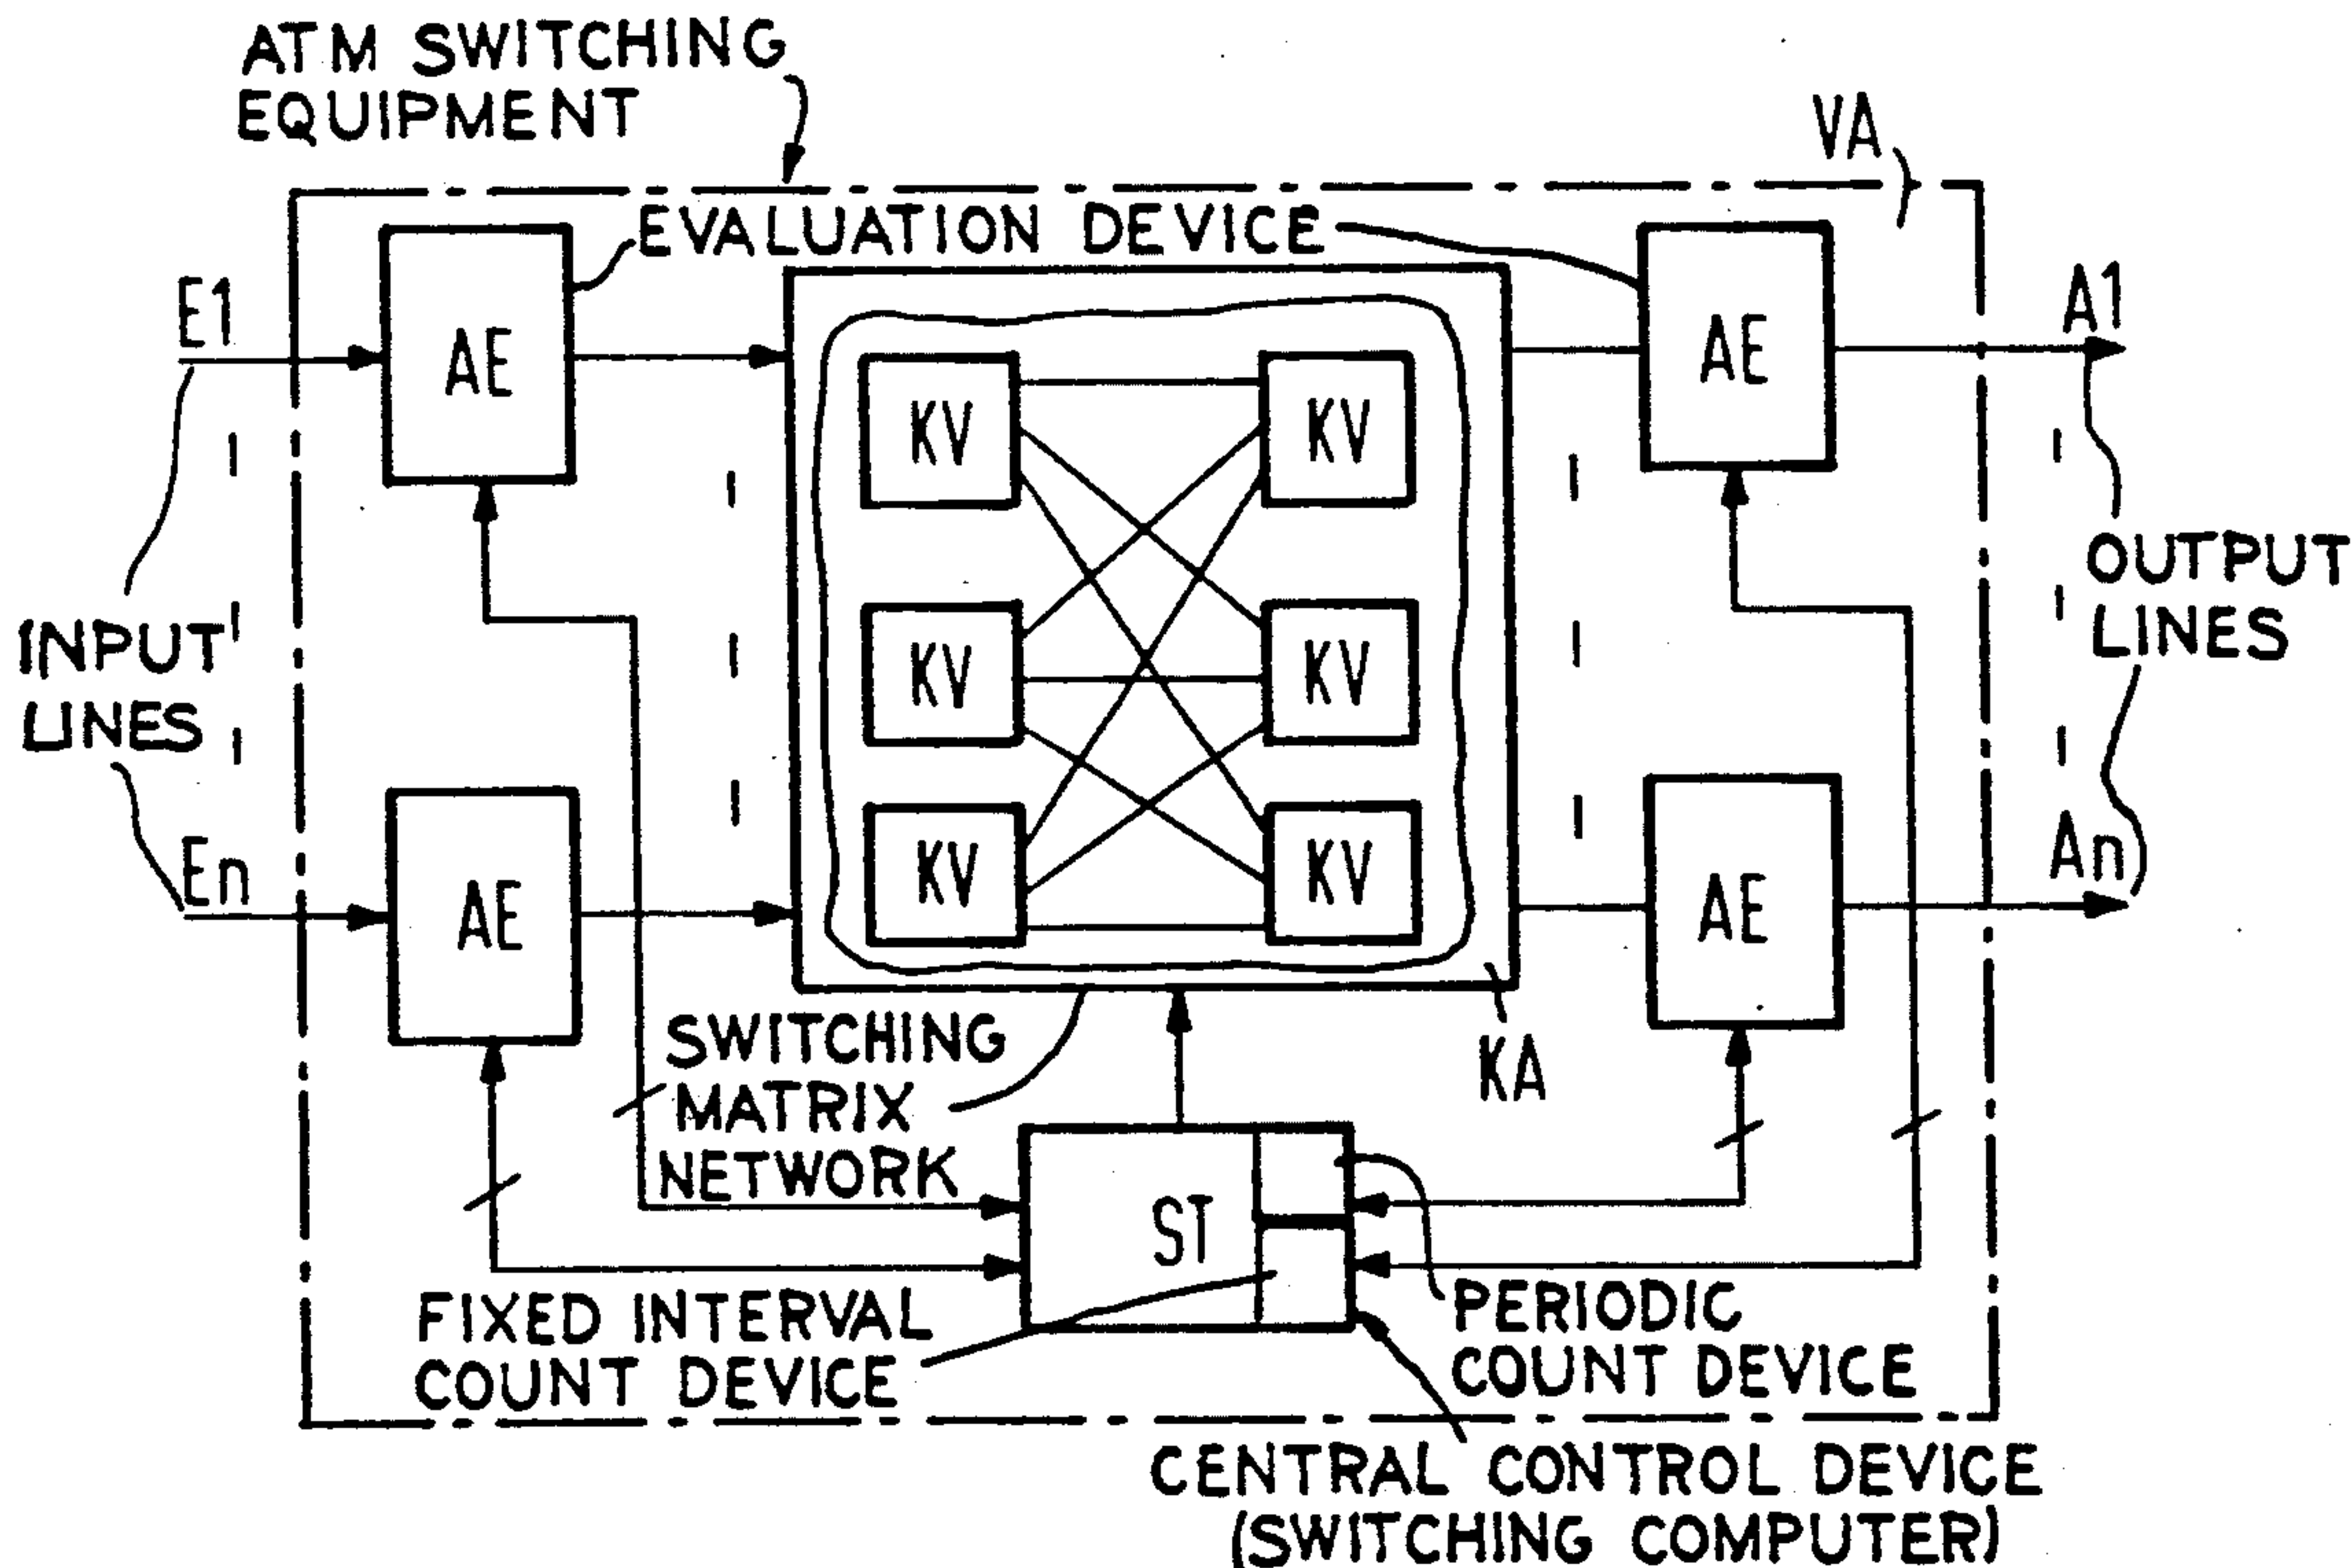 ATM SWITCHING
EQUIPMENT
VA
EVALUATION DEVICE
E1
AE
AE
A1
KV
KV
INPUT
LINES
KV
KV
OUTPUT
LINES
En
AE
KV
KV
AE
An
SWITCHING
MATRIX
NETWORK
KA
ST
FIXED INTERVAL
COUNT DEVICE
PERIODIC
COUNT DEVICE
CENTRAL CONTROL DEVICE
(SWITCHING COMPUTER)